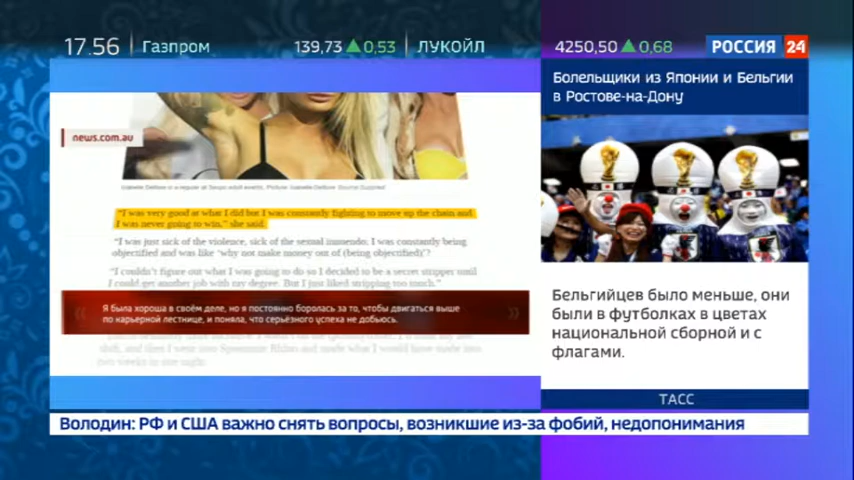 17.56
Газпром
139,73 ▲0,53
ЛУКОЙЛ
4250,50 ▲0,68
РОССИЯ 24
news.com.au
"I was very good at what I did but I was constantly fighting to move up the chain and
I was never going to win," she said.
"I was just sick of the violence, sick of the sexual innuendo. I was constantly being
objectified and was like 'why not make money out of (being objectified)'?
"I couldn't figure out what I was going to do so I decided to be a secret stripper until
I could get another job with my degree. But I just liked stripping too much."
Я была хороша в своём деле, но я постоянно боролась за то, чтобы двигаться выше
по карьерной лестнице, и поняла, что серьёзного успеха не добьюсь.
Болельщики из Японии и Бельгии
в Ростове-на-Дону
Бельгийцев было меньше, они
были в футболках в цветах
национальной сборной и с
флагами.
ТАСС
Володин: РФ и США важно снять вопросы, возникшие из-за фобий, недопонимания